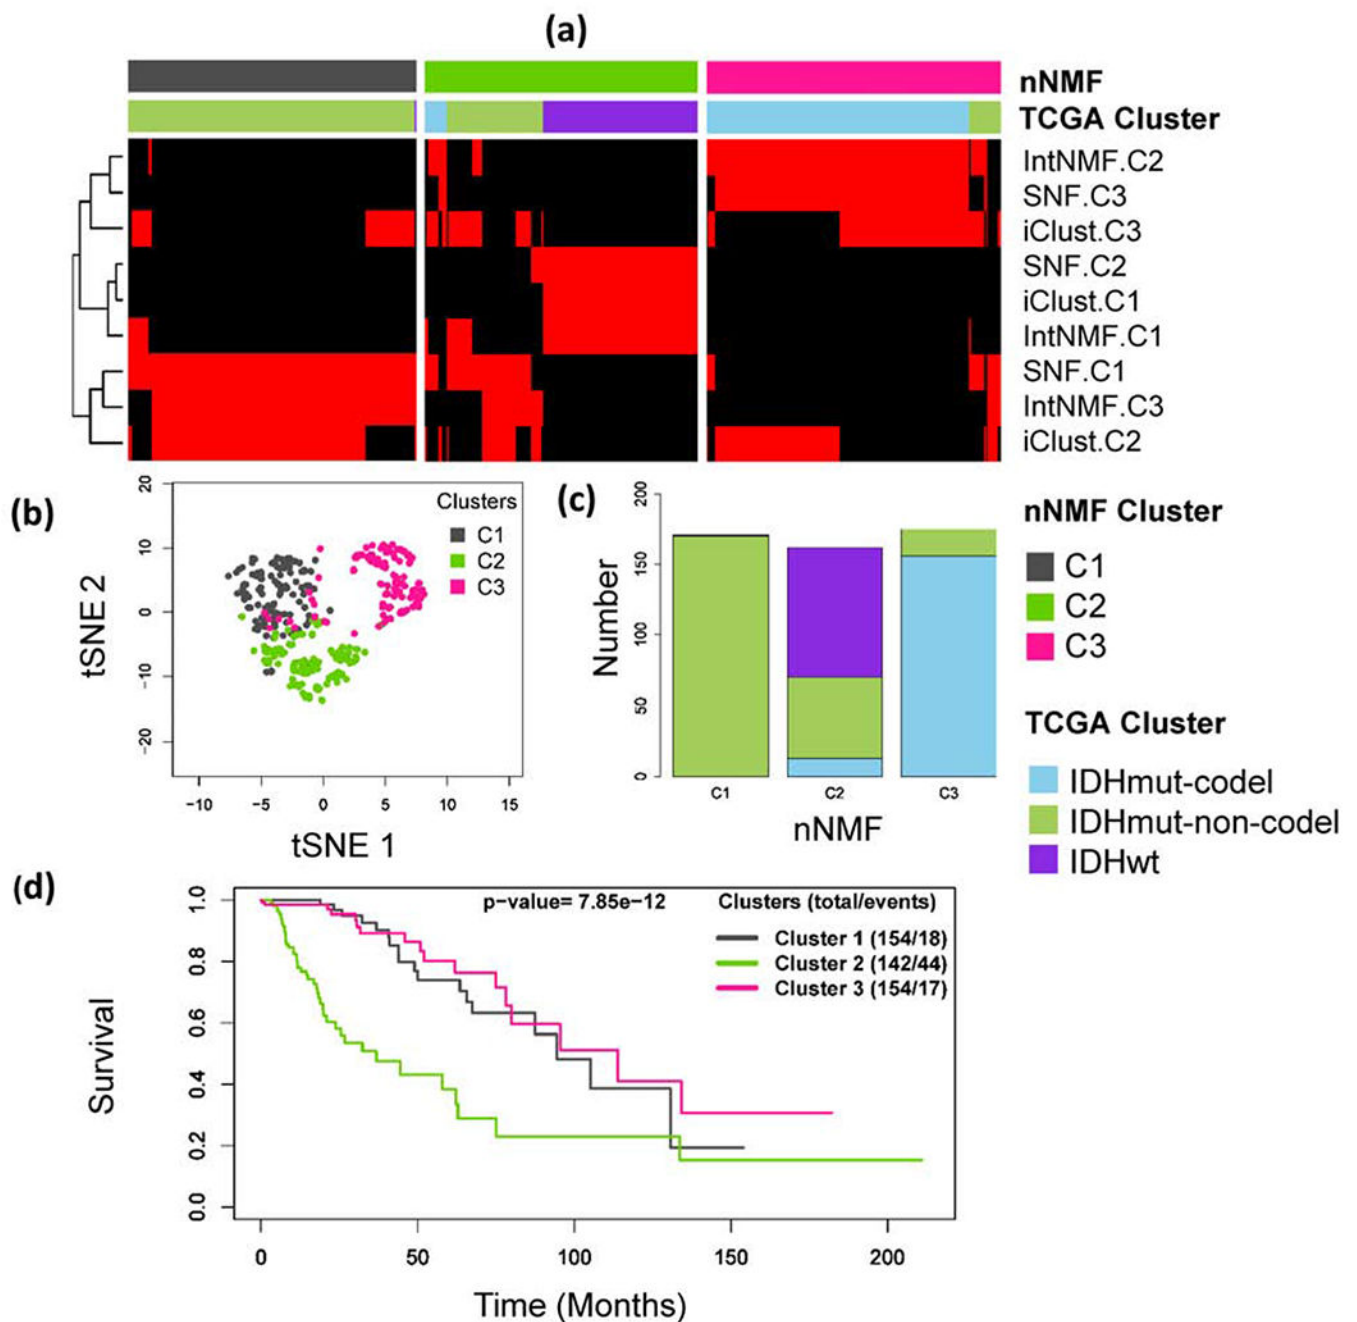 (a)
nNMF
TCGA Cluster
IntNMF.C2
SNF.C3
iClust.C3
SNF.C2
iClust.C1
IntNMF.C1
SNF.C1
IntNMF.C3
iClust.C2
(b)
20
10
0
−10
−20
tSNE 2
Clusters
C1
C2
C3
−10 −5 0 5 10 15
tSNE 1
(c)
200
150
100
50
0
Number
C1 C2 C3
nNMF
nNMF Cluster
C1
C2
C3
TCGA Cluster
IDHmut-codel
IDHmut-non-codel
IDHwt
(d)
1.0
0.8
0.6
0.4
0.2
0.0
Survival
p-value= 7.85e−12
Clusters (total/events)
Cluster 1 (154/18)
Cluster 2 (142/44)
Cluster 3 (154/17)
0 50 100 150 200
Time (Months)